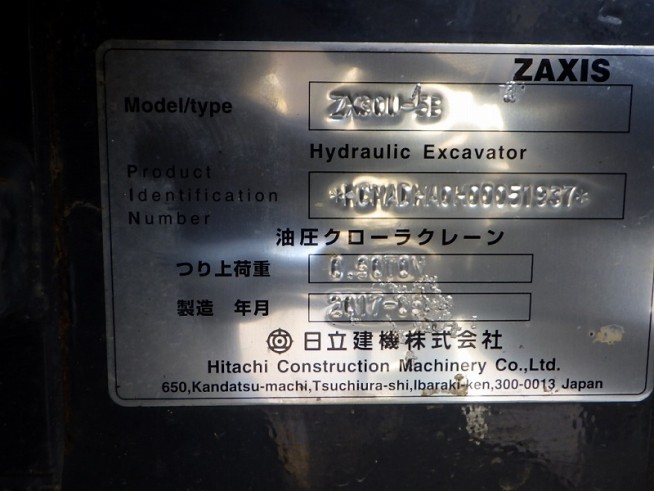 ZAXIS
Model/type ZX30U-5B
Hydraulic Excavator
Product
Identification
Number
油圧クローラクレーン
つり上荷重
製造 年月
日立建機株式会社
Hitachi Construction Machinery Co.,Ltd.
650,Kandatsu-machi,Tsuchiura-shi,Ibaraki-ken,300-0013 Japan